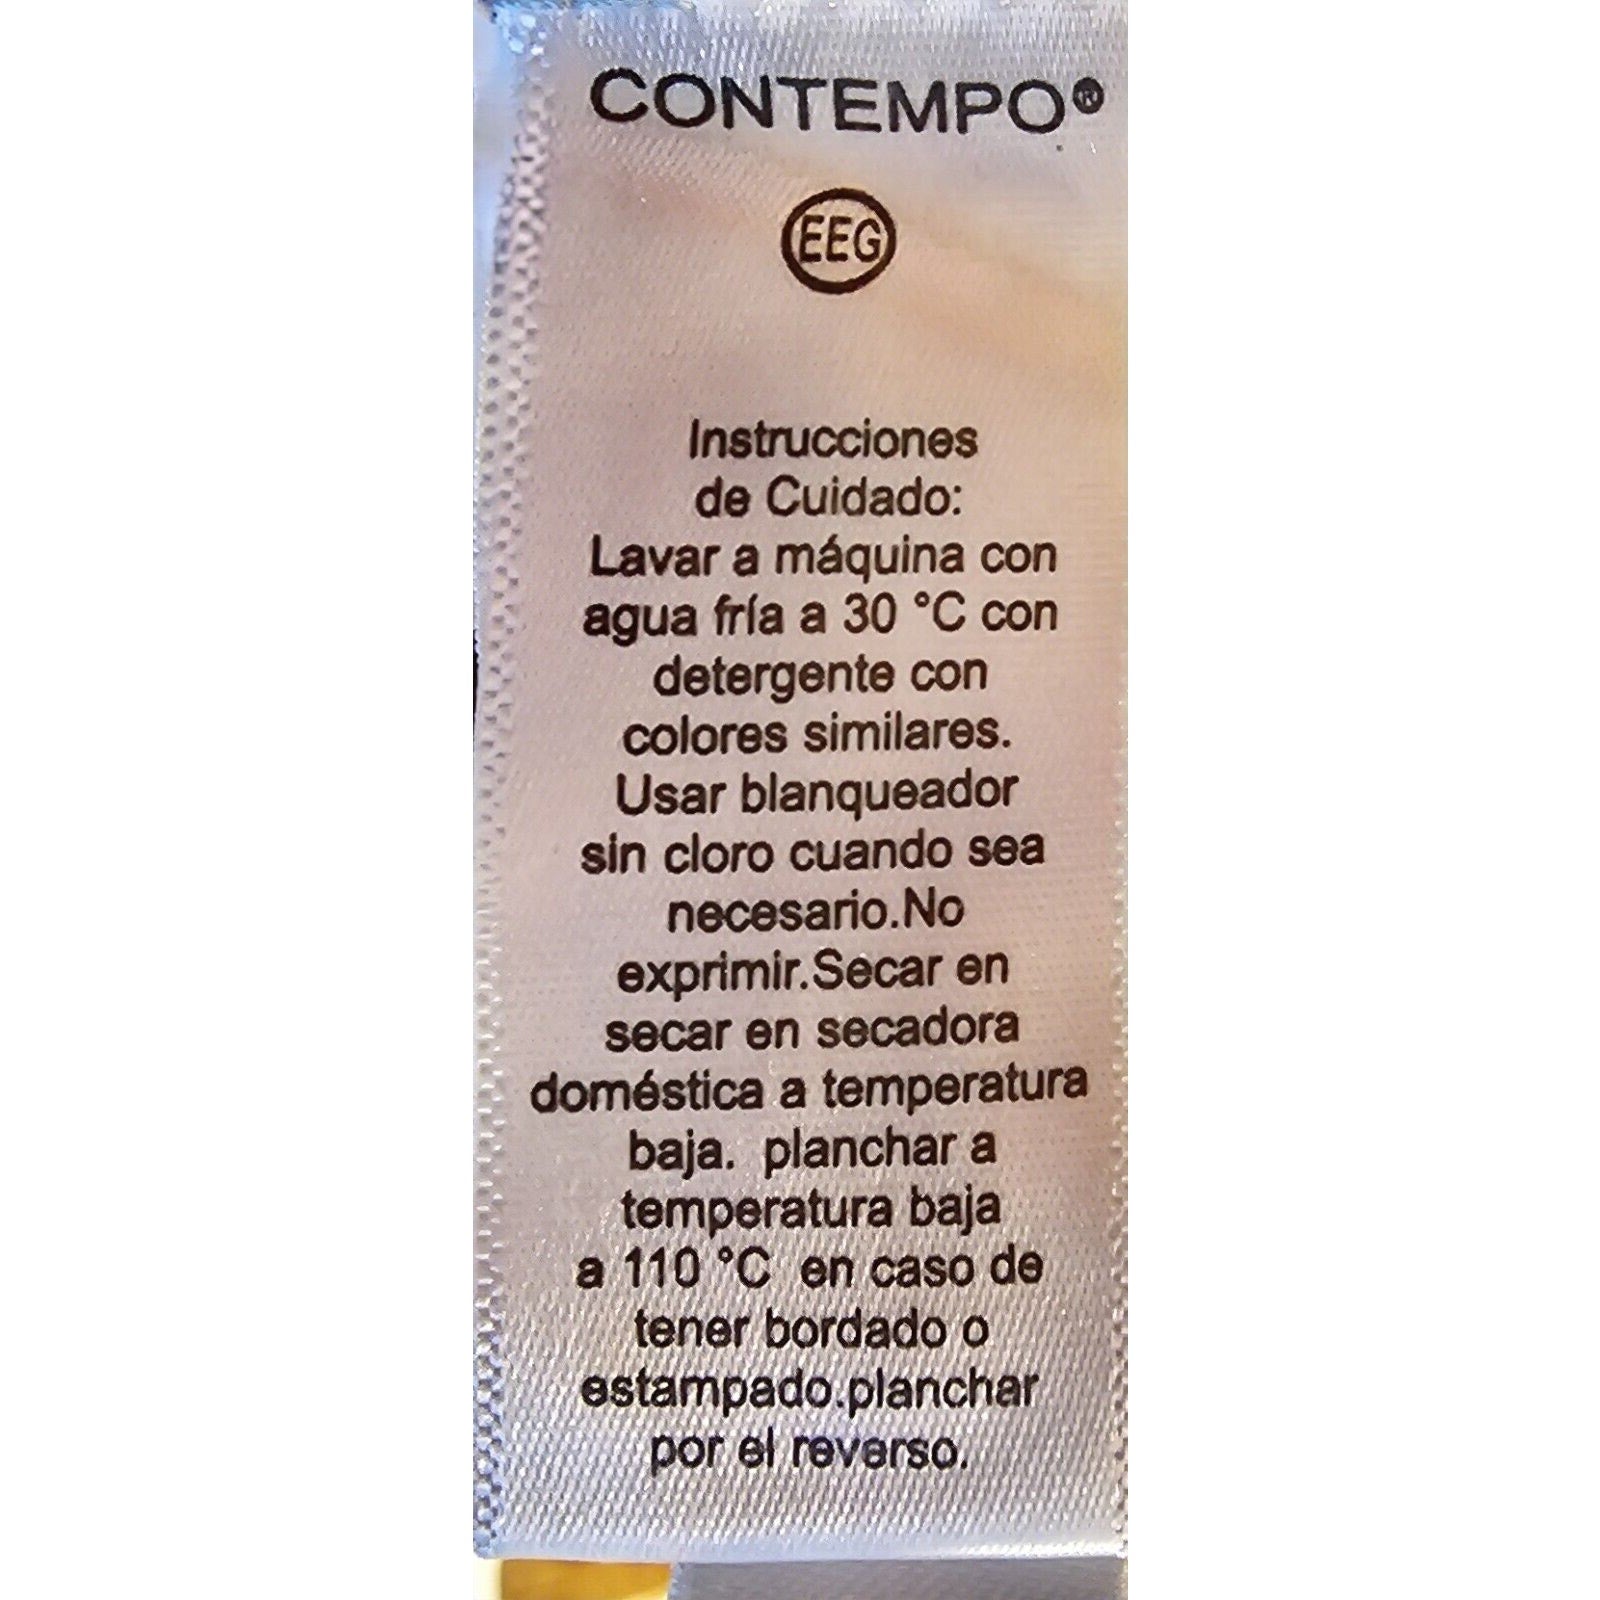 CONTEMPO®
EEG
Instrucciones
de Cuidado:
Lavar a máquina con
agua fría a 30 °C con
detergente con
colores similares.
Usar blanqueador
sin cloro cuando sea
necesario.No
exprimir.Secar en
secar en secadora
doméstica a temperatura
baja.  planchar a
temperatura baja
a 110 °C  en caso de
tener bordado o
estampado.planchar
por el reverso.